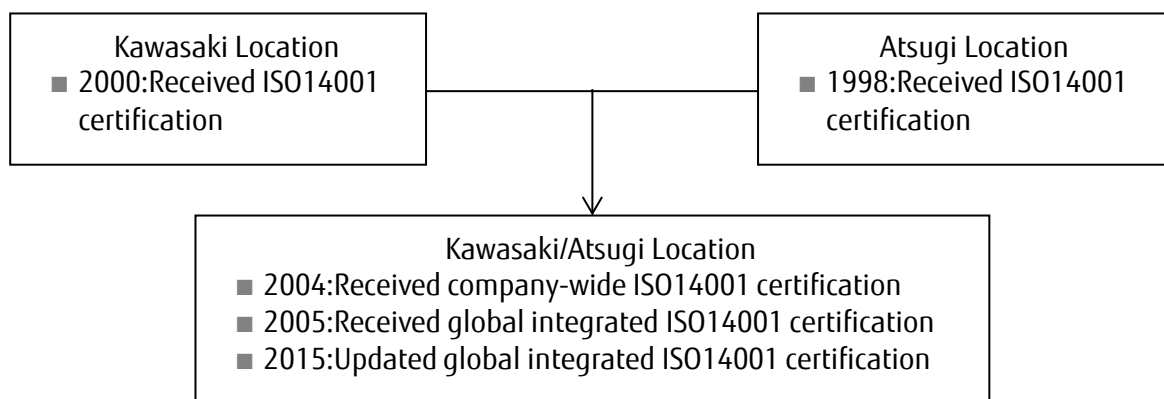 Kawasaki Location
■ 2000:Received ISO14001
certification
Atsugi Location
■ 1998:Received ISO14001
certification
Kawasaki/Atsugi Location
■ 2004:Received company-wide ISO14001 certification
■ 2005:Received global integrated ISO14001 certification
■ 2015:Updated global integrated ISO14001 certification